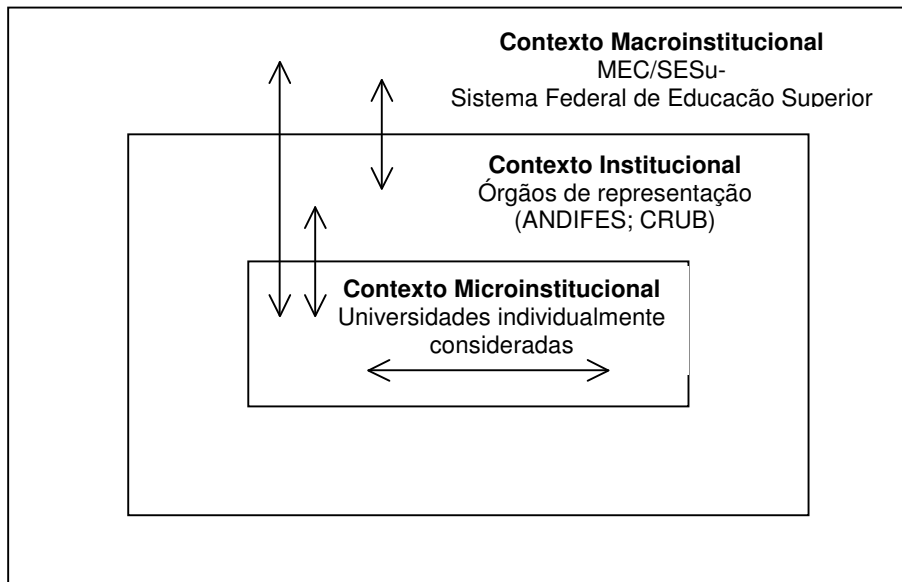 Contexto Macroinstitucional
MEC/SESu-
Sistema Federal de Educação Superior
Contexto Institucional
Órgãos de representação
(ANDIFES; CRUB)
Contexto Microinstitucional
Universidades individualmente
consideradas